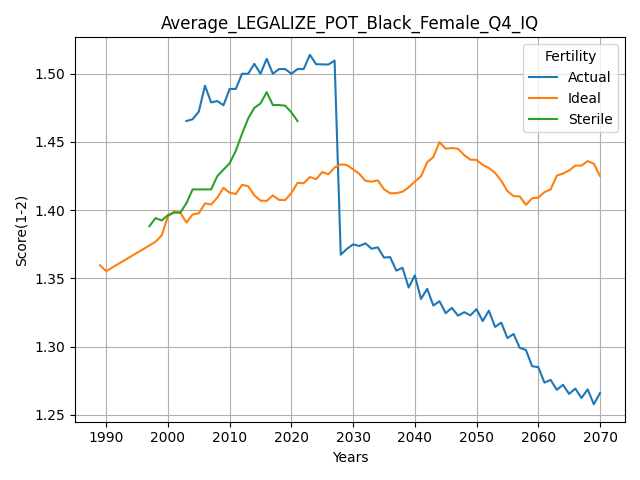 Average_LEGALIZE_POT_Black_Female_Q4_IQ
Fertility
Actual
Ideal
Sterile
Score(1-2)
1.50
1.45
1.40
1.35
1.30
1.25
1990 2000 2010 2020 2030 2040 2050 2060 2070
Years